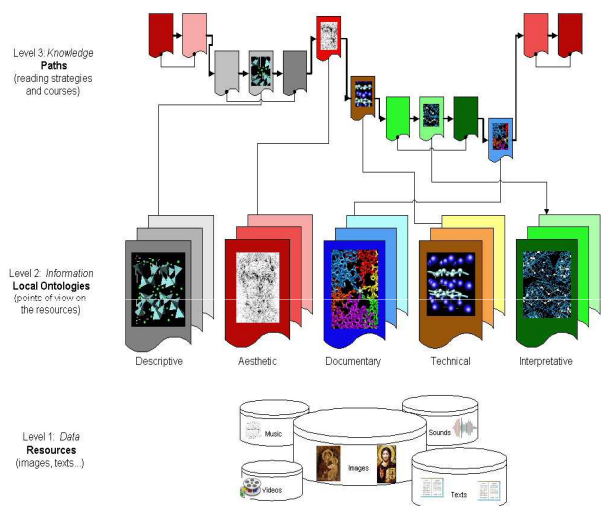 Level 3: Knowledge
Paths
(reading strategies
and courses)
Level 2: Information
Local Ontologies
(points of view on
the resources)
Descriptive
Aesthetic
Documentary
Technical
Interpretative
Level 1: Data
Resources
(images, texts...)
Music
Sounds
Images
Videos
Texts